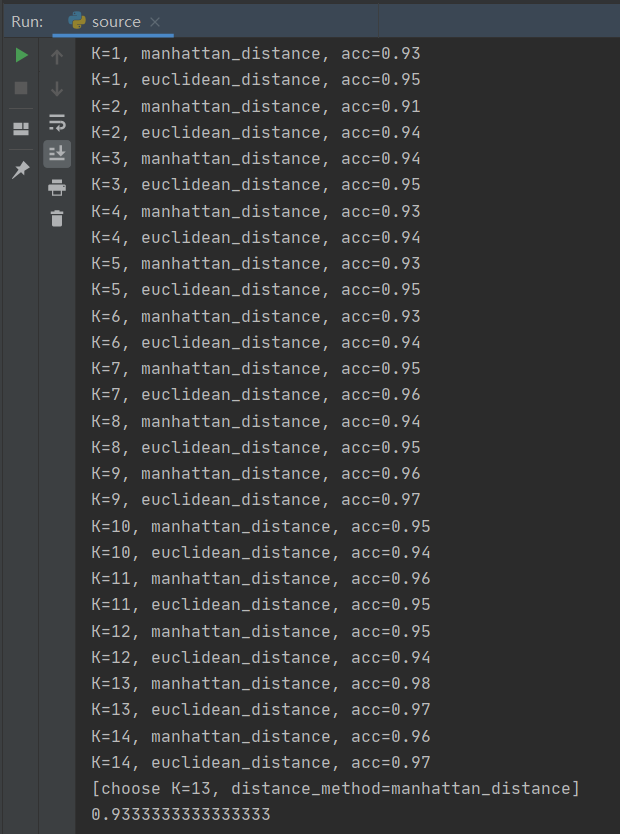 Run: source
K=1, manhattan_distance, acc=0.93
K=1, euclidean_distance, acc=0.95
K=2, manhattan_distance, acc=0.91
K=2, euclidean_distance, acc=0.94
K=3, manhattan_distance, acc=0.94
K=3, euclidean_distance, acc=0.95
K=4, manhattan_distance, acc=0.93
K=4, euclidean_distance, acc=0.94
K=5, manhattan_distance, acc=0.93
K=5, euclidean_distance, acc=0.95
K=6, manhattan_distance, acc=0.93
K=6, euclidean_distance, acc=0.94
K=7, manhattan_distance, acc=0.95
K=7, euclidean_distance, acc=0.96
K=8, manhattan_distance, acc=0.94
K=8, euclidean_distance, acc=0.95
K=9, manhattan_distance, acc=0.96
K=9, euclidean_distance, acc=0.97
K=10, manhattan_distance, acc=0.95
K=10, euclidean_distance, acc=0.94
K=11, manhattan_distance, acc=0.96
K=11, euclidean_distance, acc=0.95
K=12, manhattan_distance, acc=0.95
K=12, euclidean_distance, acc=0.94
K=13, manhattan_distance, acc=0.98
K=13, euclidean_distance, acc=0.97
K=14, manhattan_distance, acc=0.96
K=14, euclidean_distance, acc=0.97
[choose K=13, distance_method=manhattan_distance]
0.9333333333333333